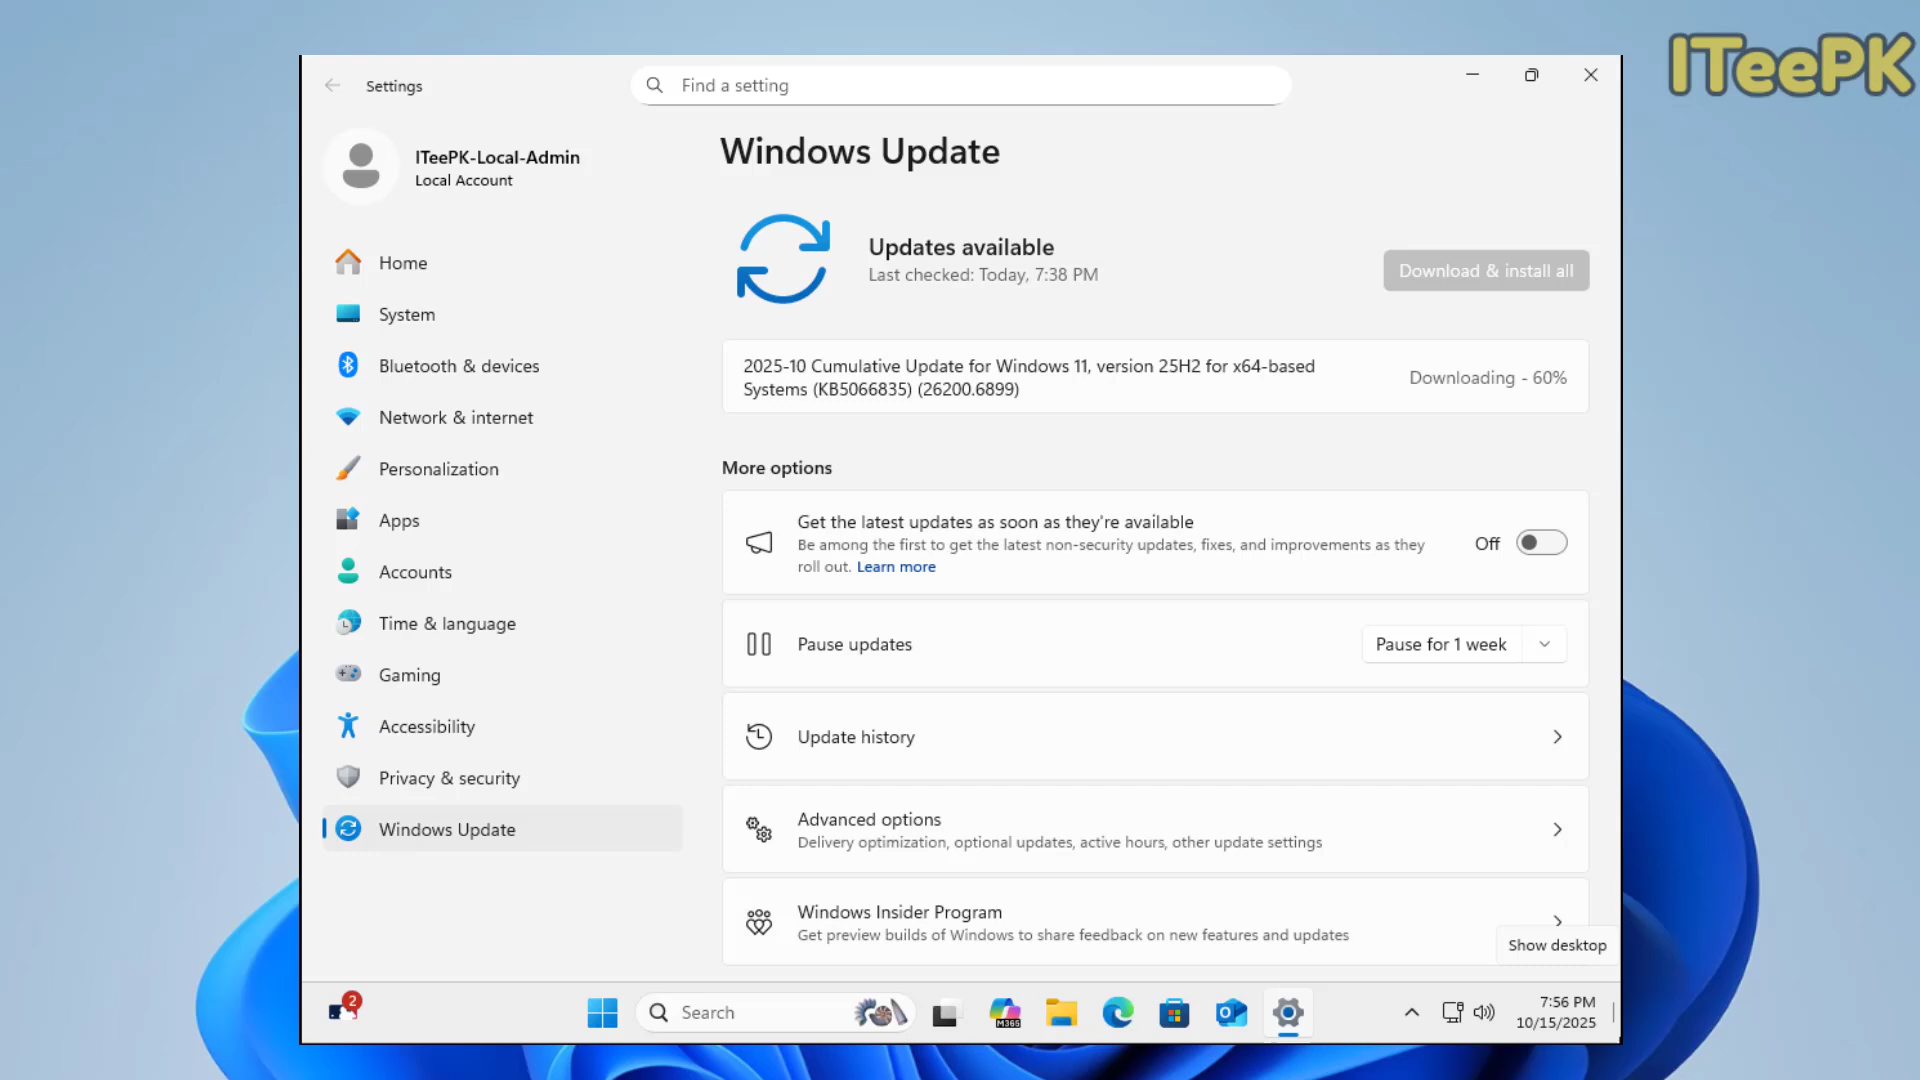 ITeePK
Settings
Find a setting
ITeePK-Local-Admin
Local Account
Home
System
Bluetooth & devices
Network & internet
Personalization
Apps
Accounts
Time & language
Gaming
Accessibility
Privacy & security
Windows Update
Windows Update
Updates available
Last checked: Today, 7:38 PM
Download & install all
2025-10 Cumulative Update for Windows 11, version 25H2 for x64-based
Systems (KB5066835) (26200.6899)
Downloading - 60%
More options
Get the latest updates as soon as they're available
Be among the first to get the latest non-security updates, fixes, and improvements as they
roll out. Learn more
Off
Pause updates
Pause for 1 week
Update history
Advanced options
Delivery optimization, optional updates, active hours, other update settings
Windows Insider Program
Get preview builds of Windows to share feedback on new features and updates
Show desktop
2
Search
M365
7:56 PM
10/15/2025